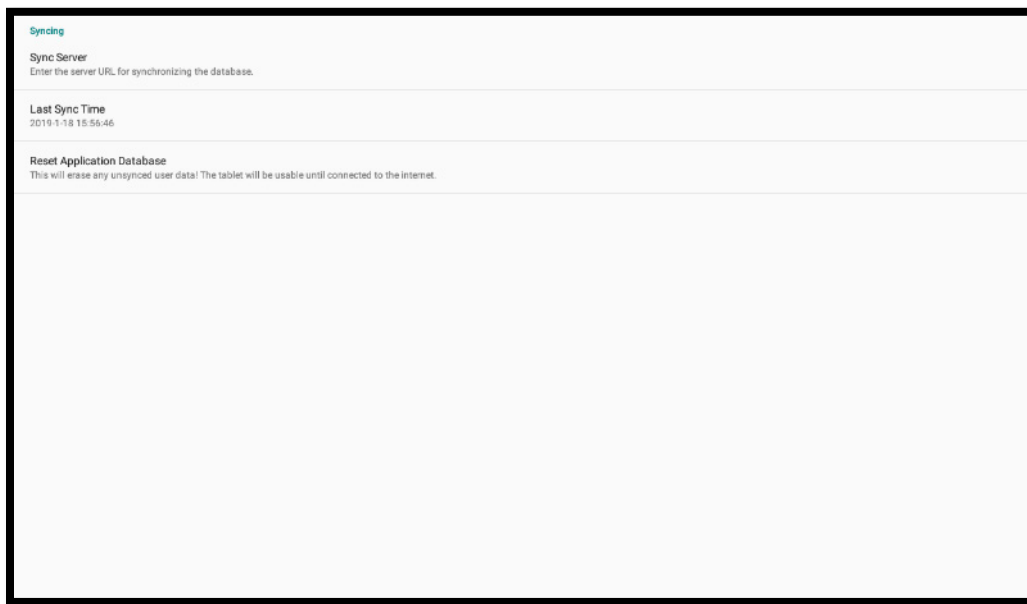 Syncing
Sync Server
Enter the server URL for synchronizing the database.
Last Sync Time
2019-1-18 15:56:46
Reset Application Database
This will erase any unsynced user data! The tablet will be usable until connected to the internet.